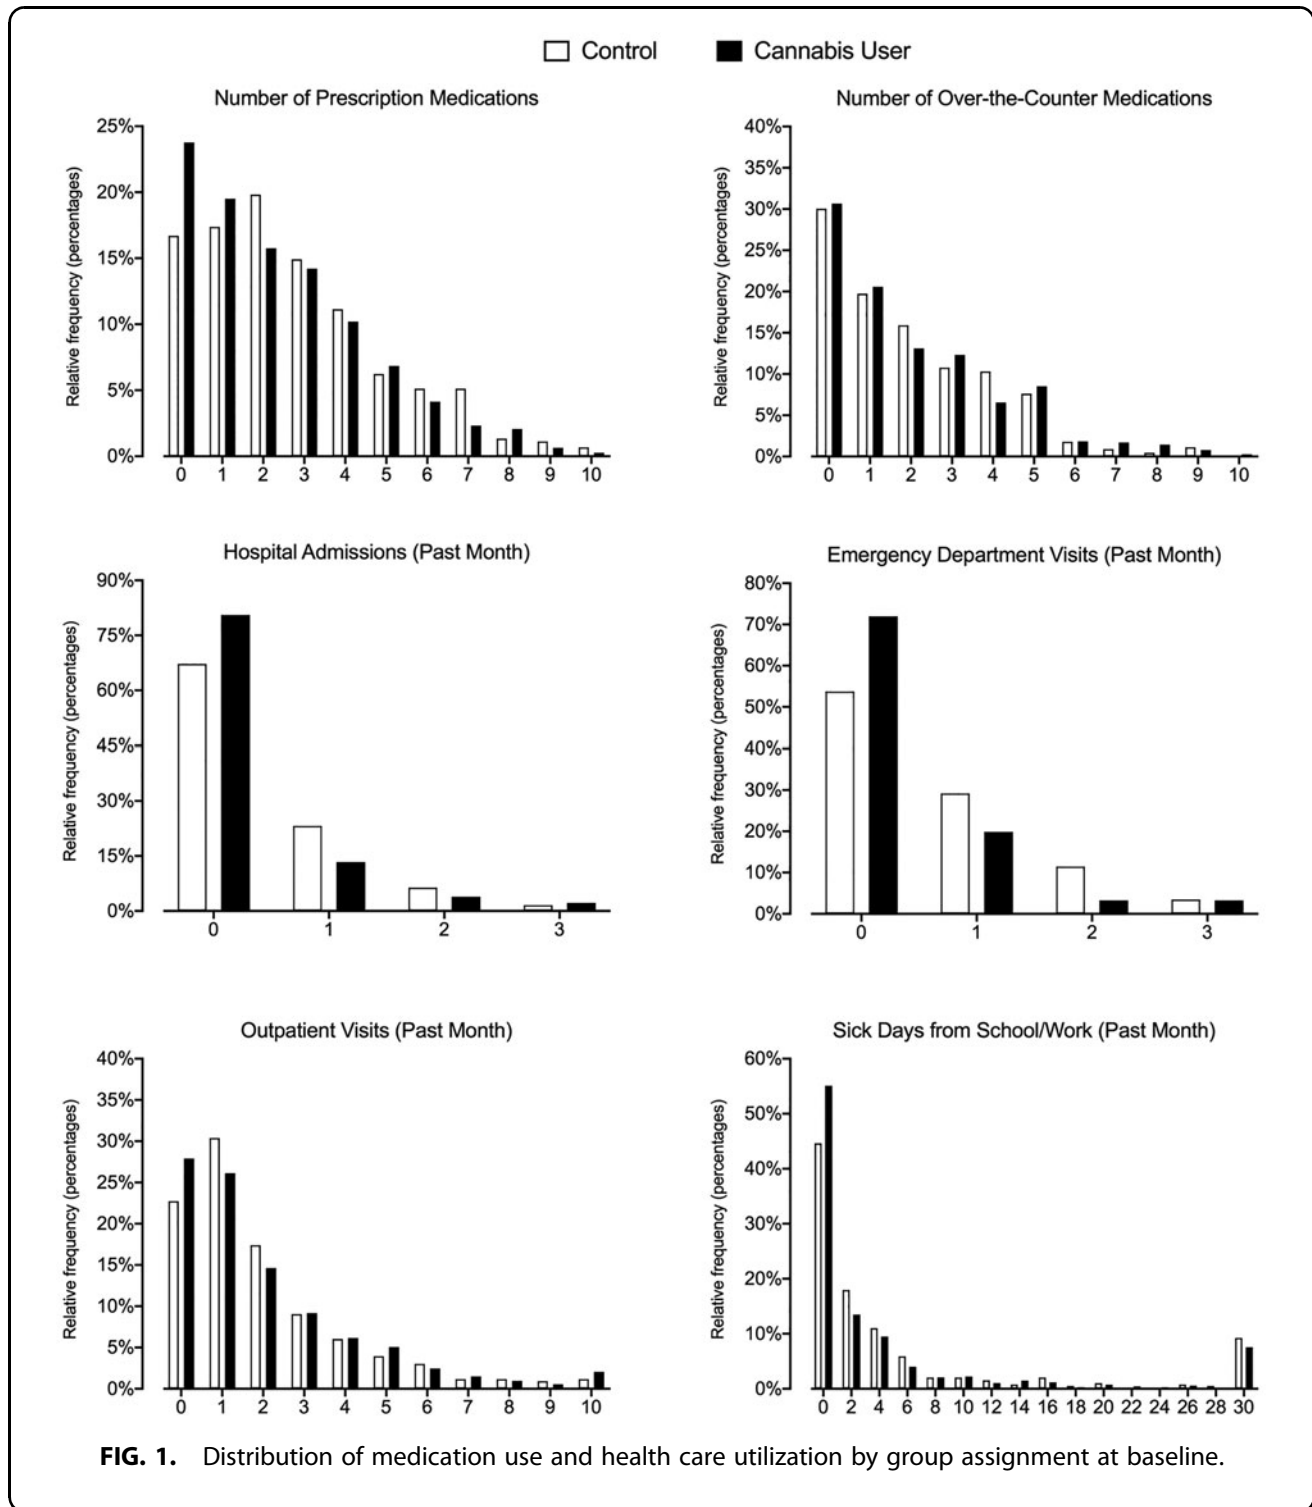 Control Cannabis User
Number of Prescription Medications
Relative frequency (percentages)
25%
20%
15%
10%
5%
0%
0 1 2 3 4 5 6 7 8 9 10
Number of Over-the-Counter Medications
Relative frequency (percentages)
40%
35%
30%
25%
20%
15%
10%
5%
0%
0 1 2 3 4 5 6 7 8 9 10
Hospital Admissions (Past Month)
Relative frequency (percentages)
90%
75%
60%
45%
30%
15%
0%
0 1 2 3
Emergency Department Visits (Past Month)
Relative frequency (percentages)
80%
70%
60%
50%
40%
30%
20%
10%
0%
0 1 2 3
Outpatient Visits (Past Month)
Relative frequency (percentages)
40%
35%
30%
25%
20%
15%
10%
5%
0%
0 1 2 3 4 5 6 7 8 9 10
Sick Days from School/Work (Past Month)
Relative frequency (percentages)
60%
50%
40%
30%
20%
10%
0%
0 2 4 6 8 10 12 14 16 18 20 22 24 26 28 30
FIG. 1. Distribution of medication use and health care utilization by group assignment at baseline.